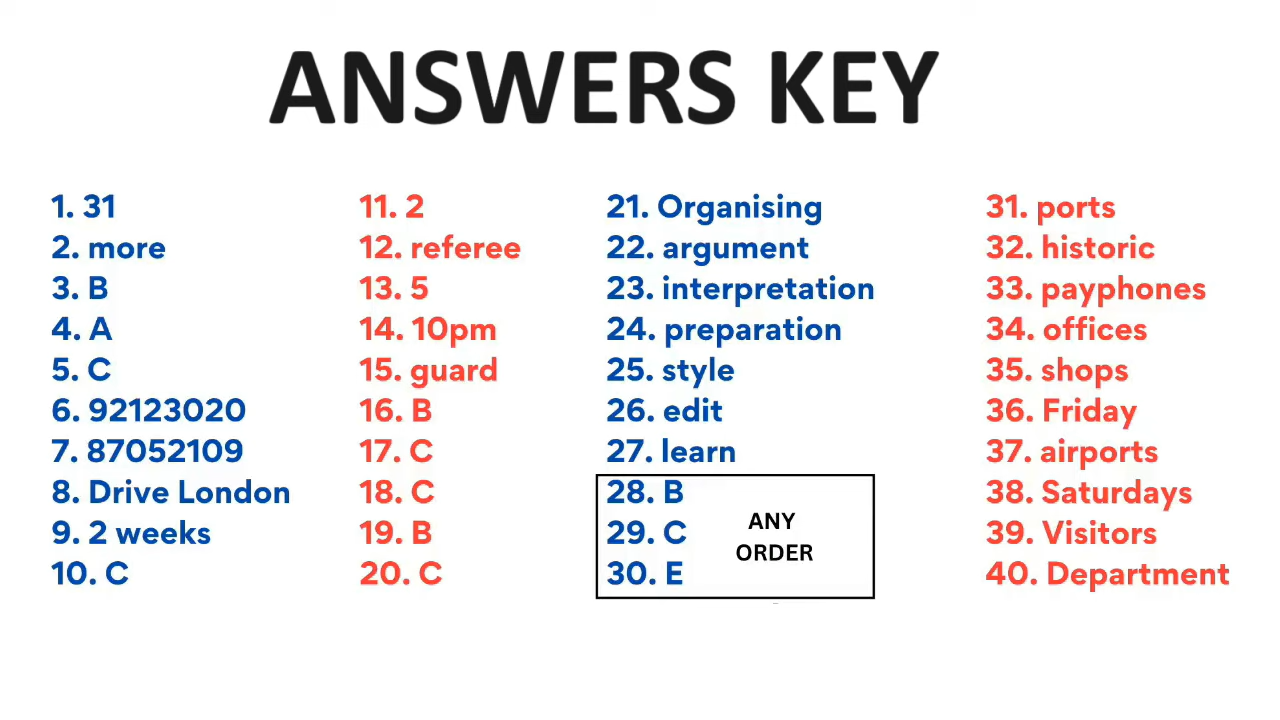 ANSWERS KEY
1. 31
2. more
3. B
4. A
5. C
6. 92123020
7. 87052109
8. Drive London
9. 2 weeks
10. C
11. 2
12. referee
13. 5
14. 10pm
15. guard
16. B
17. C
18. C
19. B
20. C
21. Organising
22. argument
23. interpretation
24. preparation
25. style
26. edit
27. learn
28. B
29. C
30. E
ANY
ORDER
31. ports
32. historic
33. payphones
34. offices
35. shops
36. Friday
37. airports
38. Saturdays
39. Visitors
40. Department